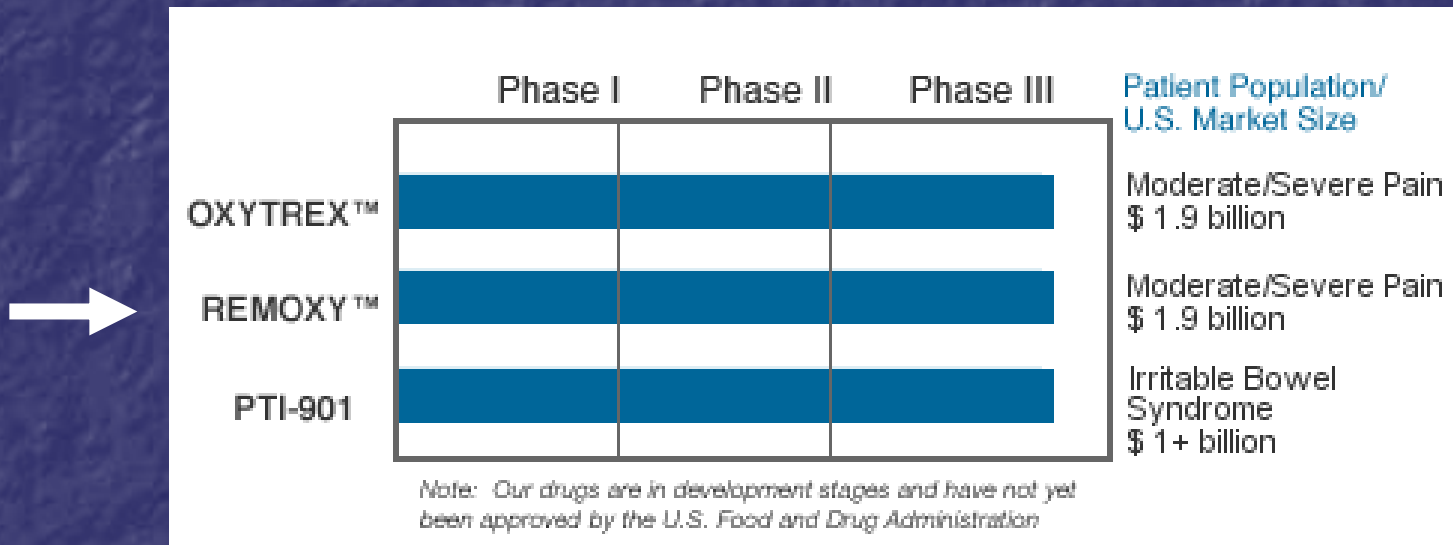 Phase I Phase II Phase III Patient Population/
U.S. Market Size
OXYTREX™ Moderate/Severe Pain
$ 1.9 billion
REMOXY™ Moderate/Severe Pain
$ 1.9 billion
PTI-901 Irritable Bowel
Syndrome
$ 1+ billion
Note: Our drugs are in development stages and have not yet
been approved by the U.S. Food and Drug Administration